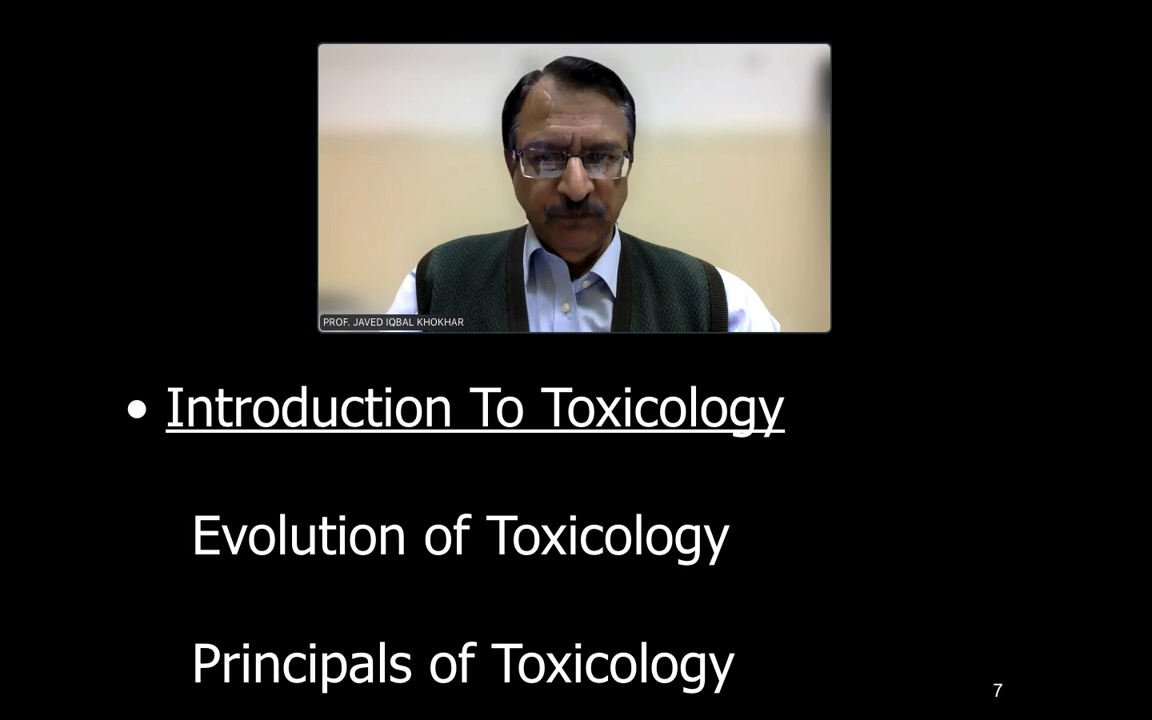 PROF. JAVED IQBAL KHOKHAR
• Introduction To Toxicology
Evolution of Toxicology
Principals of Toxicology
7